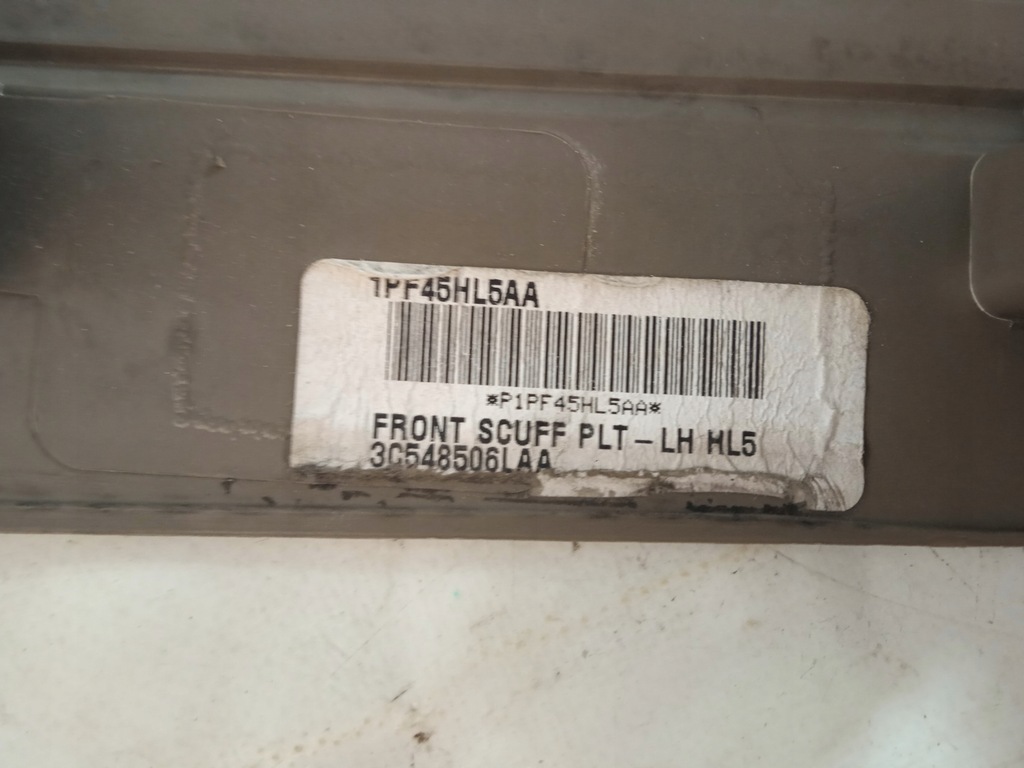 1PF45HL5AA
*P1PF45HL5AA*
FRONT SCUFF PLT-LH HL5
3C548506LAA